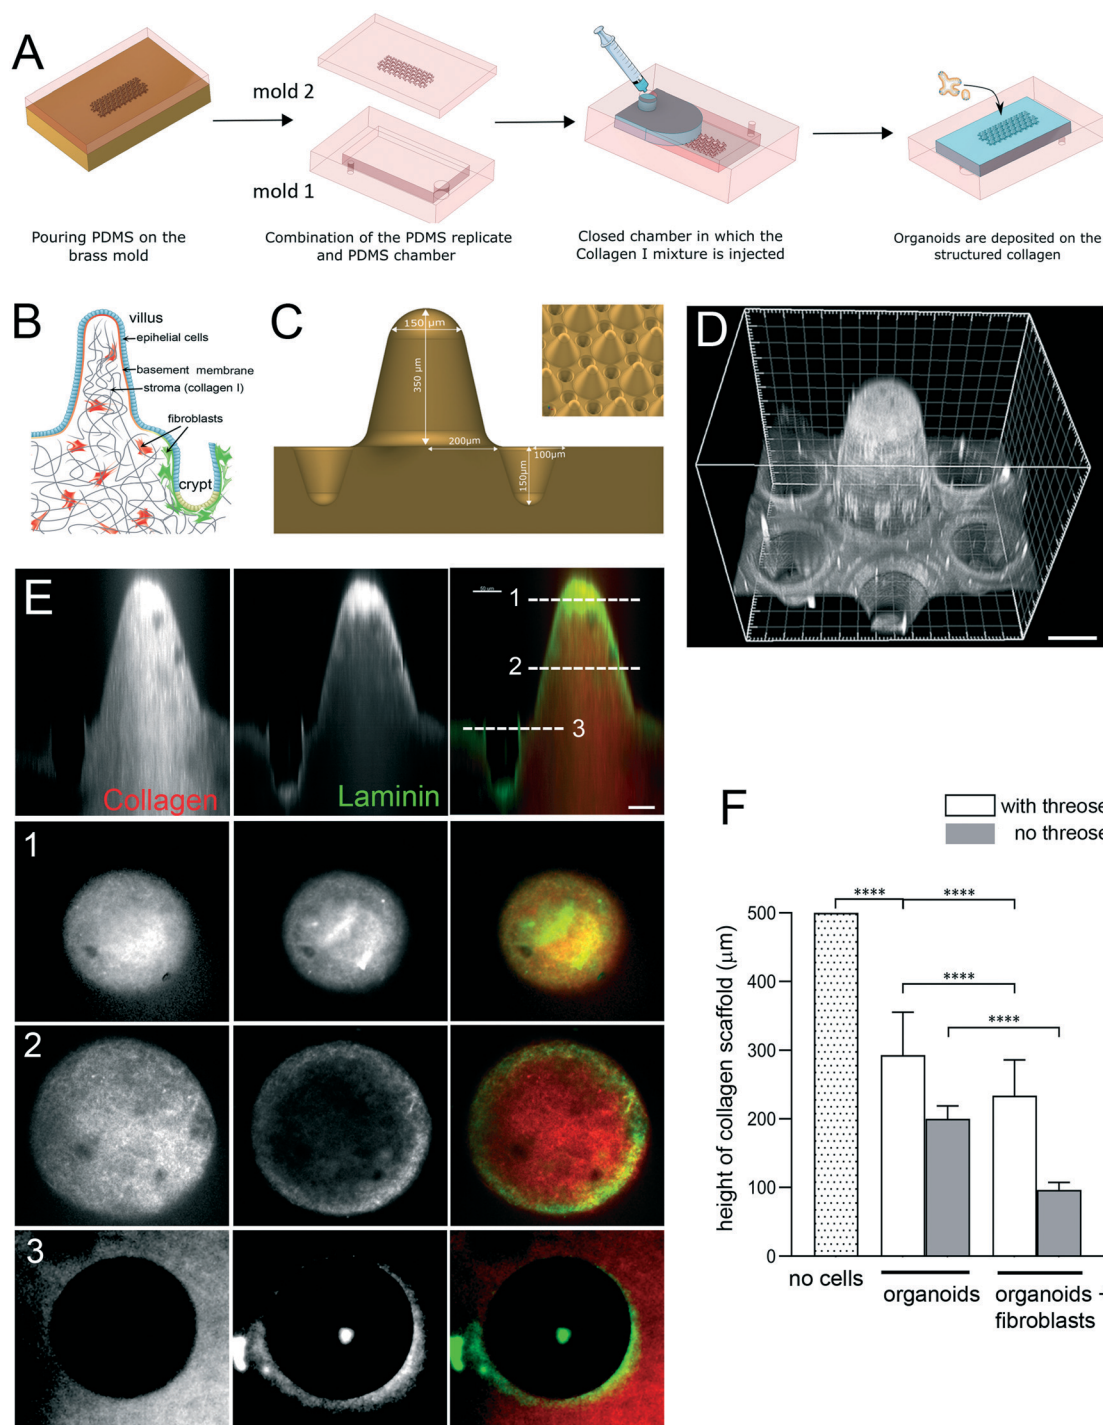 A
mold 2
mold 1
Pouring PDMS on the
brass mold
Combination of the PDMS replicate
and PDMS chamber
Closed chamber in which the
Collagen I mixture is injected
Organoids are deposited on the
structured collagen
B
villus
epihelial cells
basement membrane
stroma (collagen I)
fibroblasts
crypt
C
150 µm
350 µm
200µm
100µm
150µm
D
E
Collagen
Laminin
50 µm
1
2
3
1
2
3
F
with threose
no threose
height of collagen scaffold (µm)
500
400
300
200
100
0
****
****
****
****
no cells
organoids
organoids +
fibroblasts